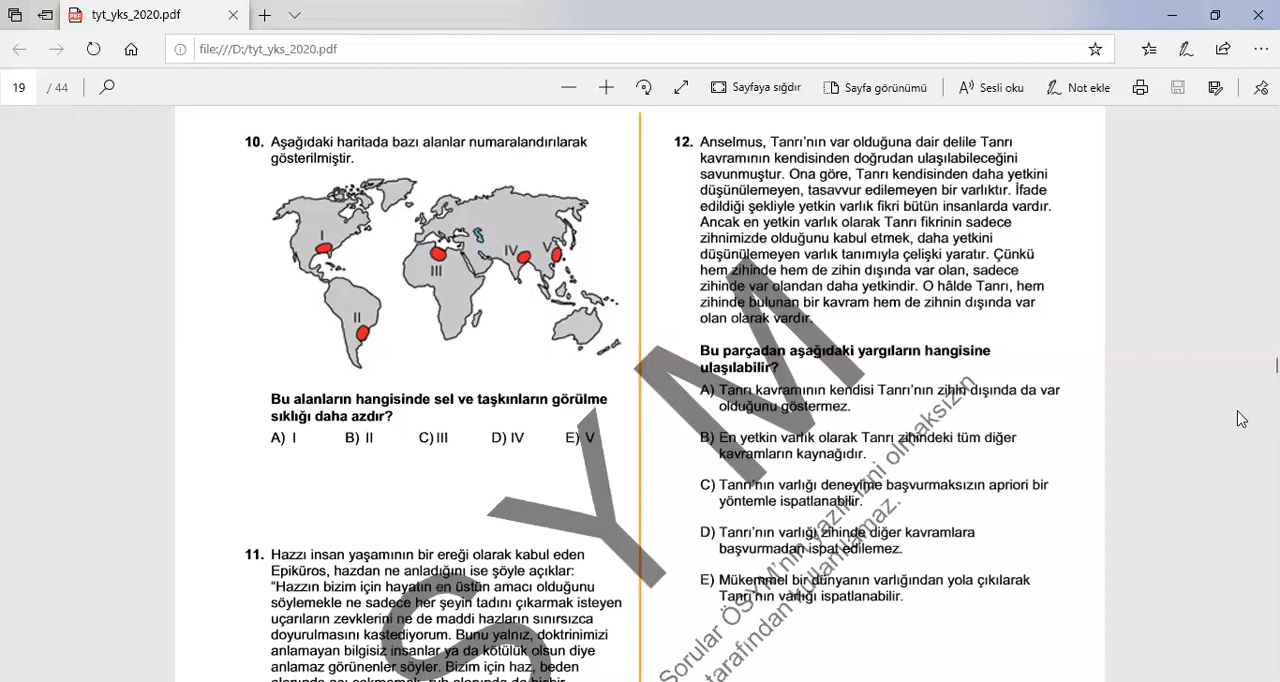 tyt_yks_2020.pdf
file:///D:/tyt_yks_2020.pdf
19 / 44
Sayfaya sığdır
Sayfa görünümü
Sesli oku
Not ekle
10. Aşağıdaki haritada bazı alanlar numaralandırılarak
gösterilmiştir.
I
II
III
IV
V
Bu alanların hangisinde sel ve taşkınların görülme
sıklığı daha azdır?
A) I B) II C) III D) IV E) V
11. Hazzı insan yaşamının bir ereği olarak kabul eden
Epiküros, hazdan ne anladığını ise şöyle açıklar:
“Hazzın bizim için hayatın en üstün amacı olduğunu
söylemekle ne sadece her şeyin tadını çıkarmak isteyen
uçarıların zevklerini ne de maddi hazların sınırsızca
doyurulmasını kastediyorum. Bunu yalnız, doktrinimizi
anlamayan bilgisiz insanlar ya da kötülük olsun diye
anlamaz görünenler söyler. Bizim için haz, beden
12. Anselmus, Tanrı’nın var olduğuna dair delile Tanrı
kavramının kendisinden doğrudan ulaşılabileceğini
savunmuştur. Ona göre, Tanrı kendisinden daha yetkini
düşünülemeyen, tasavvur edilemeyen bir varlıktır. İfade
edildiği şekliyle yetkin varlık fikri bütün insanlarda vardır.
Ancak en yetkin varlık olarak Tanrı fikrinin sadece
zihnimizde olduğunu kabul etmek, daha yetkini
düşünülemeyen varlık tanımıyla çelişki yaratır. Çünkü
hem zihinde hem de zihin dışında var olan, sadece
zihinde var olandan daha yetkindir. O hâlde Tanrı, hem
zihinde bulunan bir kavram hem de zihnin dışında var
olan olarak vardır.
Bu parçadan aşağıdaki yargıların hangisine
ulaşılabilir?
A) Tanrı kavramının kendisi Tanrı’nın zihin dışında da var
olduğunu göstermez.
B) En yetkin varlık olarak Tanrı zihindeki tüm diğer
kavramların kaynağıdır.
C) Tanrı’nın varlığı deneyime başvurmaksızın apriori bir
yöntemle ispatlanabilir.
D) Tanrı’nın varlığı zihinde diğer kavramlara
başvurmadan ispat edilemez.
E) Mükemmel bir dünyanın varlığından yola çıkılarak
Tanrı’nın varlığı ispatlanabilir.
SYM
Sorular ÖSYM’nin yazılı izni olmaksızın
tarafından kullanılamaz.